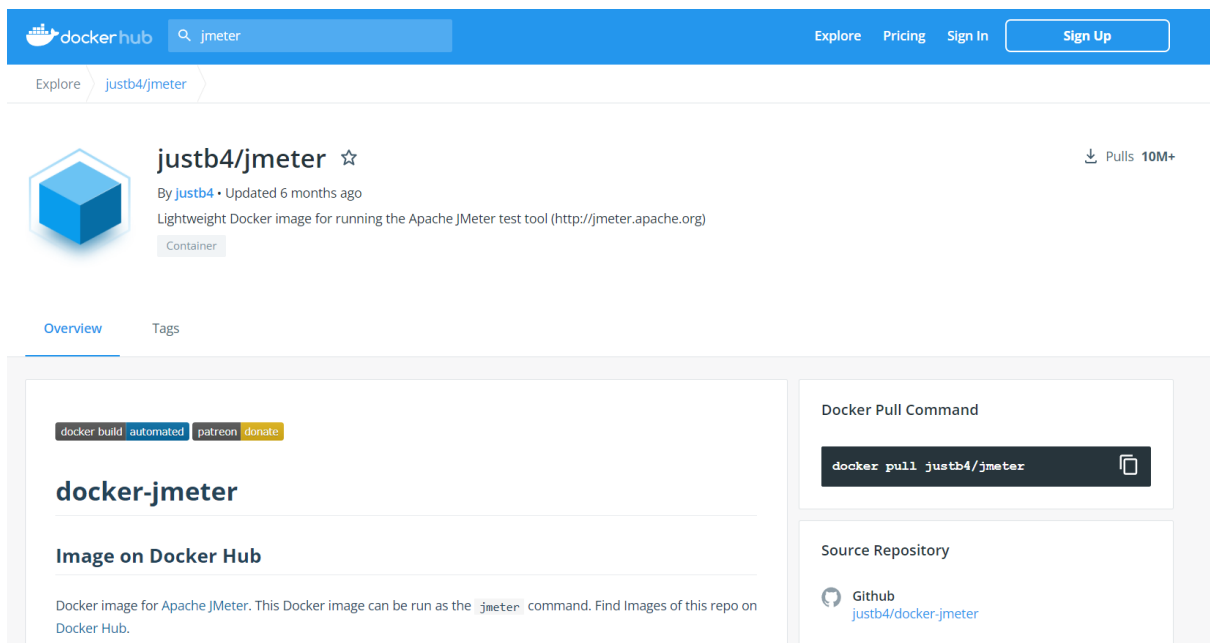 dockerhub jmeter Explore Pricing Sign In Sign Up
Explore justb4/jmeter
justb4/jmeter
Pulls 10M+
By justb4 • Updated 6 months ago
Lightweight Docker image for running the Apache JMeter test tool (http://jmeter.apache.org)
Container
Overview Tags
docker build automated patreon donate
docker-jmeter
Image on Docker Hub
Docker image for Apache JMeter. This Docker image can be run as the jmeter command. Find Images of this repo on
Docker Hub.
Docker Pull Command
docker pull justb4/jmeter
Source Repository
Github
justb4/docker-jmeter